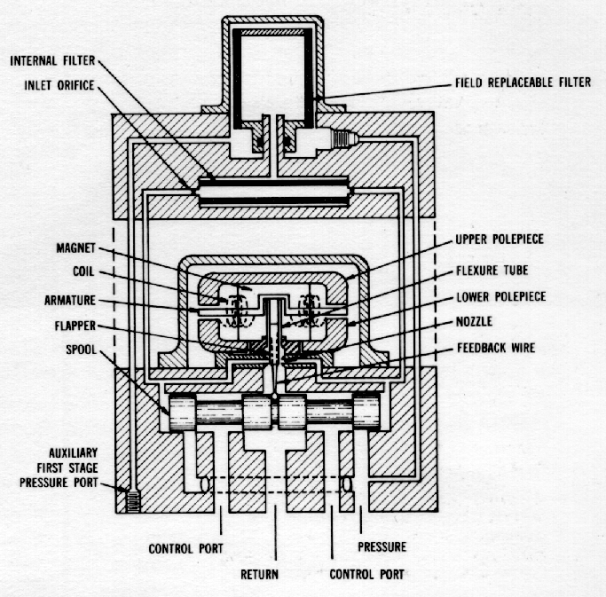 INTERNAL FILTER
INLET ORIFICE
FIELD REPLACEABLE FILTER
MAGNET
COIL
ARMATURE
FLAPPER
SPOOL
UPPER POLEPIECE
FLEXURE TUBE
LOWER POLEPIECE
NOZZLE
FEEDBACK WIRE
AUXILIARY
FIRST STAGE
PRESSURE PORT
CONTROL PORT
RETURN
CONTROL PORT
PRESSURE